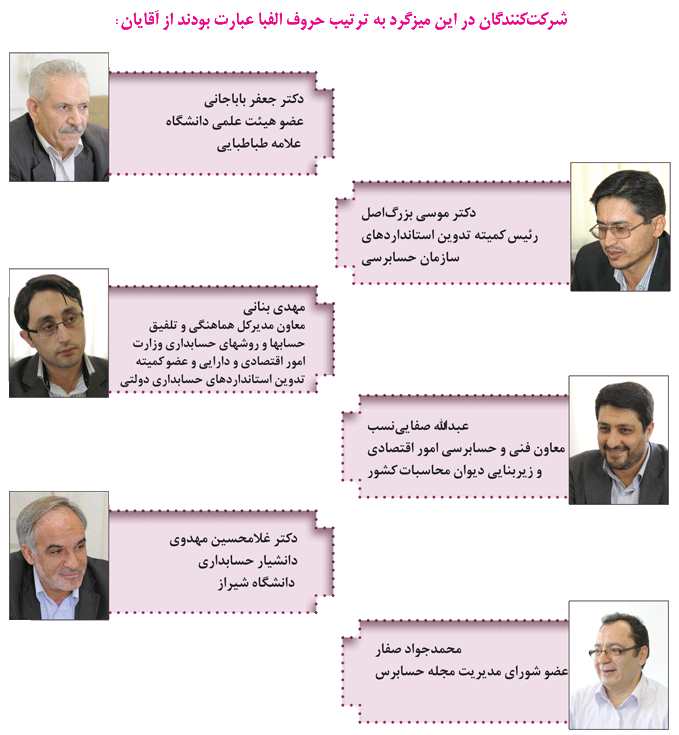 شرکت‌کنندگان در این میزگرد به ترتیب حروف الفبا عبارت بودند از آقایان:
دکتر جعفر باباجانی
عضو هیئت علمی دانشگاه
علامه طباطبایی
دکتر موسی بزرگ‌اصل
رئیس کمیته تدوین استانداردهای
سازمان حسابرسی
مهدی بنانی
معاون مدیرکل هماهنگی و تلفیق
حسابها و روشهای حسابداری وزارت
امور اقتصادی و دارایی و عضو کمیته
تدوین استانداردهای حسابداری دولتی
عبدالله صفایی‌نسب
معاون فنی و حسابرسی امور اقتصادی
و زیربنایی دیوان محاسبات کشور
دکتر غلامحسین مهدوی
دانشیار حسابداری
دانشگاه شیراز
محمدجواد صفار
عضو شورای مدیریت مجله حسابرس